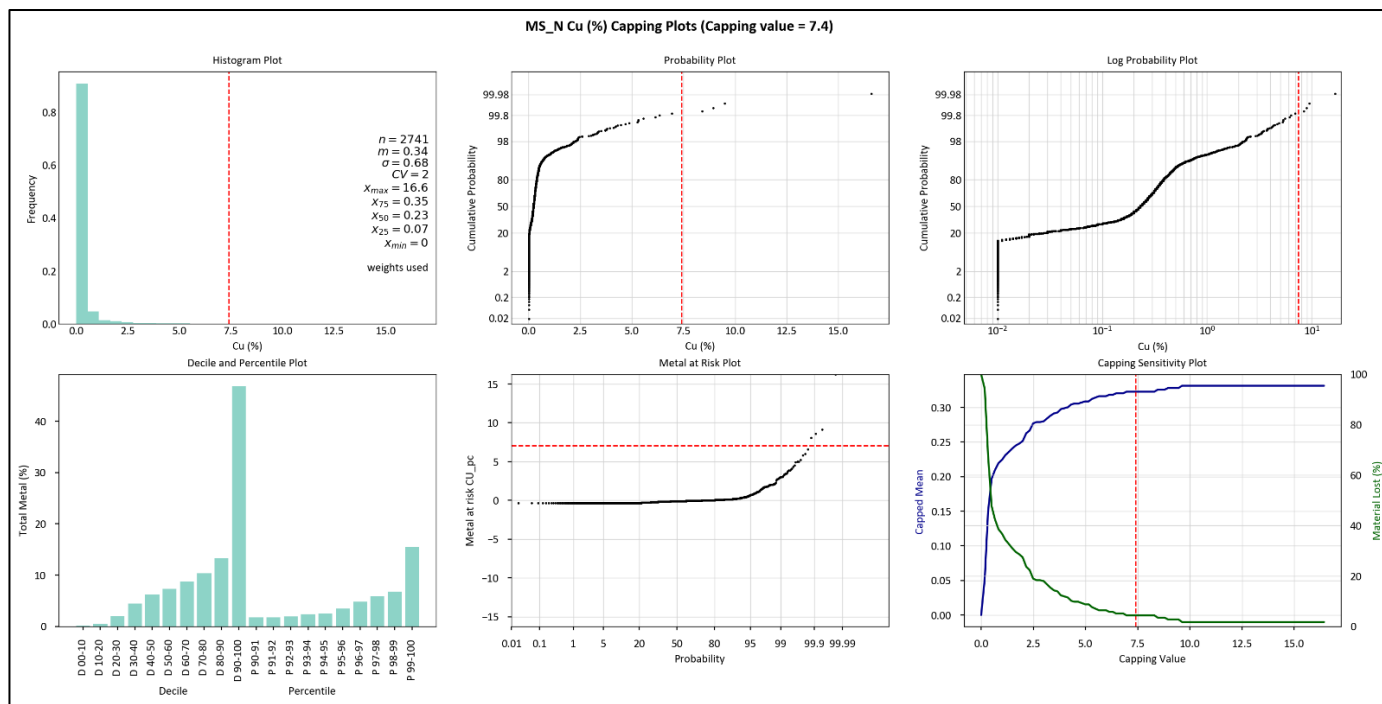 MS_N Cu (%) Capping Plots (Capping value = 7.4)
Histogram Plot
Frequency
0.8
0.6
0.4
0.2
0.0
n = 2741
m = 0.34
σ = 0.68
CV = 2
x_max = 16.6
x_75 = 0.35
x_50 = 0.23
x_25 = 0.07
x_min = 0
weights used
0.0 2.5 5.0 7.5 10.0 12.5 15.0
Cu (%)
Probability Plot
Cumulative Probability
99.98
99.8
98
80
50
20
2
0.2
0.02
0.0 2.5 5.0 7.5 10.0 12.5 15.0
Cu (%)
Log Probability Plot
Cumulative Probability
99.98
99.8
98
80
50
20
2
0.2
0.02
10⁻² 10⁻¹ 10⁰ 10¹
Cu (%)
Decile and Percentile Plot
Total Metal (%)
40
30
20
10
0
D 00-10
D 10-20
D 20-30
D 30-40
D 40-50
D 50-60
D 60-70
D 70-80
D 80-90
D 90-100
P 90-91
P 91-92
P 92-93
P 93-94
P 94-95
P 95-96
P 96-97
P 97-98
P 98-99
P 99-100
Decile Percentile
Metal at Risk Plot
Metal at risk CU_pc
15
10
5
0
−5
−10
−15
0.01 0.1 1 5 20 50 80 95 99 99.9 99.99
Probability
Capping Sensitivity Plot
Capped Mean
0.30
0.25
0.20
0.15
0.10
0.05
0.00
100
80
60
40
20
0
Material Lost (%)
0.0 2.5 5.0 7.5 10.0 12.5 15.0
Capping Value